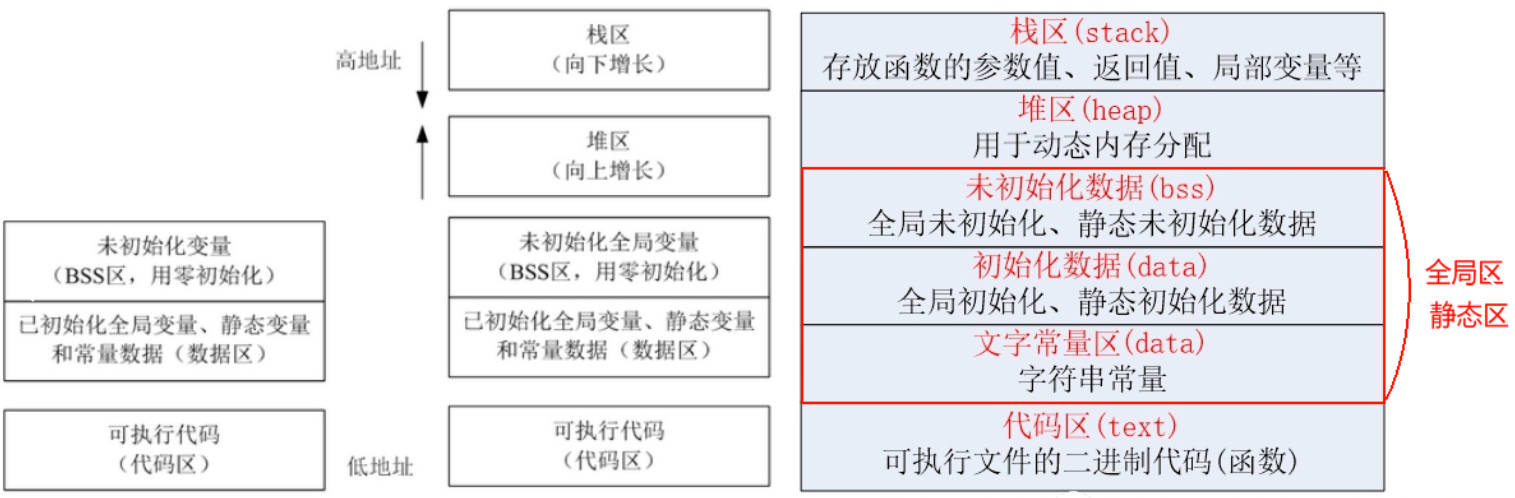 未初始化变量
（BSS区，用零初始化）
已初始化全局变量、静态变量
和常量数据（数据区）
可执行代码
（代码区）
高地址
低地址
栈区
（向下增长）
堆区
（向上增长）
未初始化全局变量
（BSS区，用零初始化）
已初始化全局变量、静态变量
和常量数据（数据区）
可执行代码
（代码区）
栈区(stack)
存放函数的参数值、返回值、局部变量等
堆区(heap)
用于动态内存分配
未初始化数据(bss)
全局未初始化、静态未初始化数据
初始化数据(data)
全局初始化、静态初始化数据
文字常量区(data)
字符串常量
代码区(text)
可执行文件的二进制代码(函数)
全局区
静态区